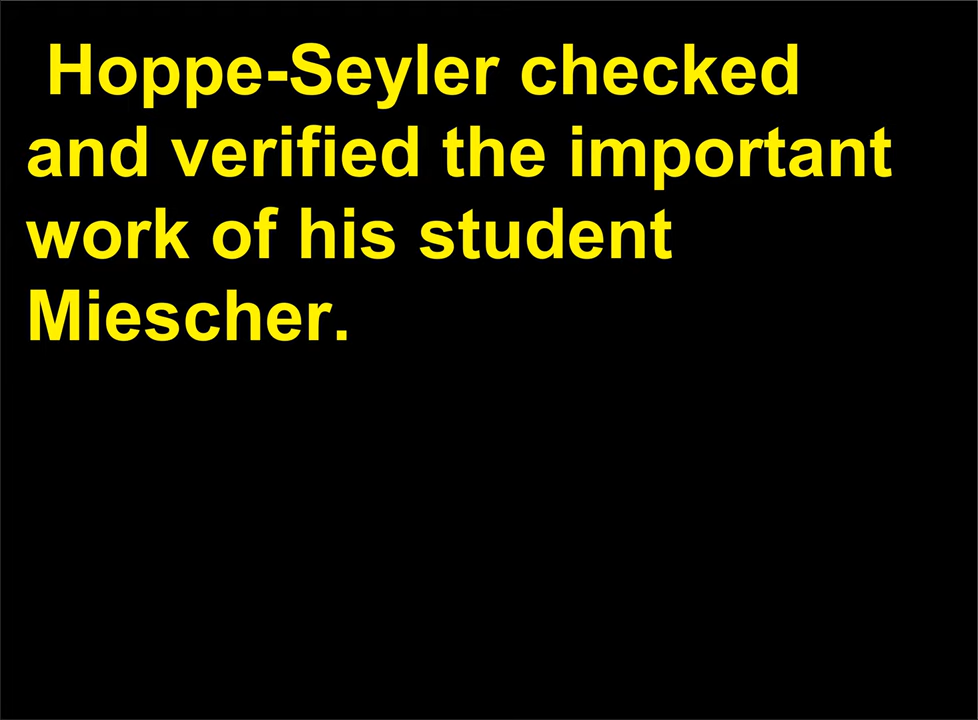 Hoppe-Seyler checked
and verified the important
work of his student
Miescher.